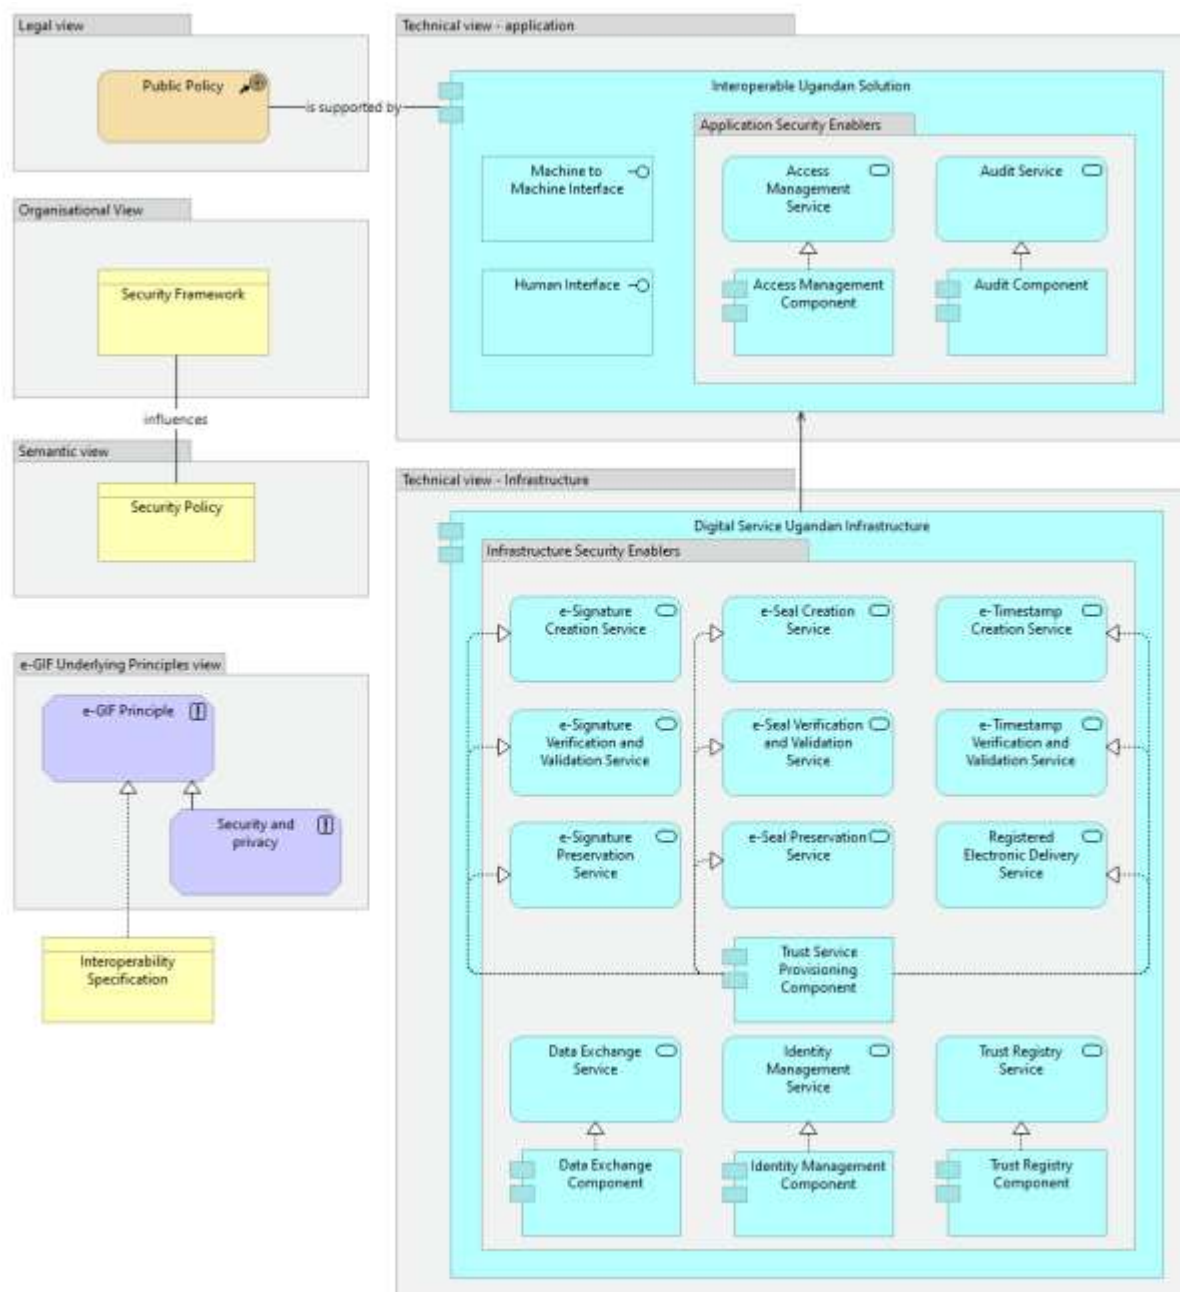 Legal view
Public Policy
is supported by
Organisational View
Security Framework
influences
Semantic view
Security Policy
e-GIF Underlying Principles view
e-GIF Principle
Security and
privacy
Interoperability
Specification
Technical view - application
Interoperable Ugandan Solution
Application Security Enablers
Machine to
Machine Interface
Access
Management
Service
Audit Service
Human Interface
Access Management
Component
Audit Component
Technical view - Infrastructure
Digital Service Ugandan Infrastructure
Infrastructure Security Enablers
e-Signature
Creation Service
e-Seal Creation
Service
e-Timestamp
Creation Service
e-Signature
Verification and
Validation Service
e-Seal Verification
and Validation
Service
e-Timestamp
Verification and
Validation Service
e-Signature
Preservation
Service
e-Seal Preservation
Service
Registered
Electronic Delivery
Service
Trust Service
Provisioning
Component
Data Exchange
Service
Identity
Management
Service
Trust Registry
Service
Data Exchange
Component
Identity Management
Component
Trust Registry
Component